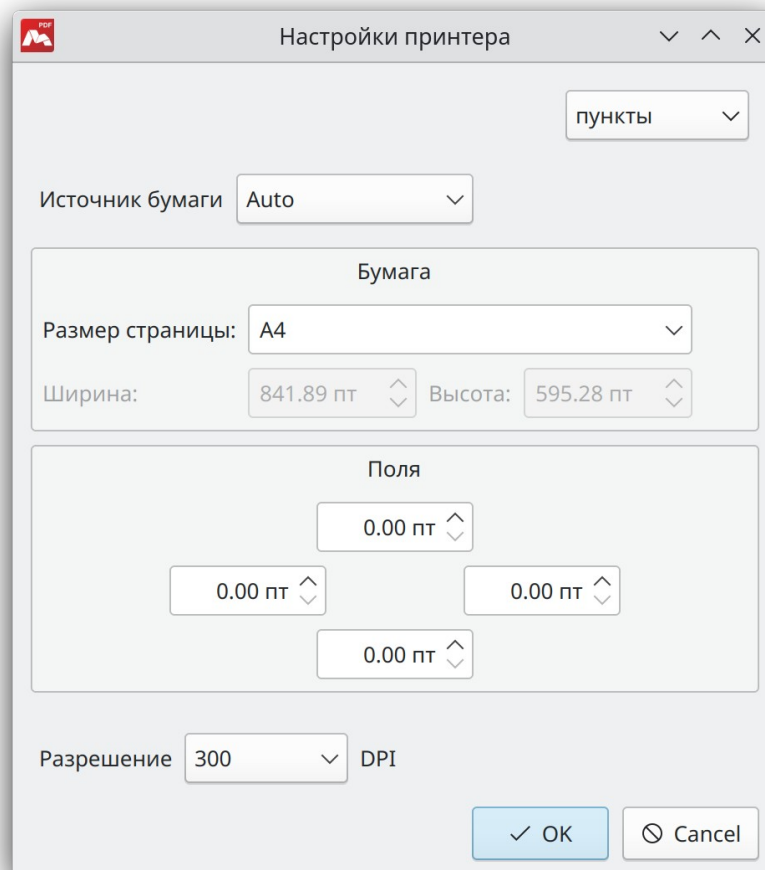 PDF
Настройки принтера
пункты
Источник бумаги Auto
Бумага
Размер страницы: A4
Ширина: 841.89 пт Высота: 595.28 пт
Поля
0.00 пт
0.00 пт 0.00 пт
0.00 пт
Разрешение 300 DPI
OK Cancel